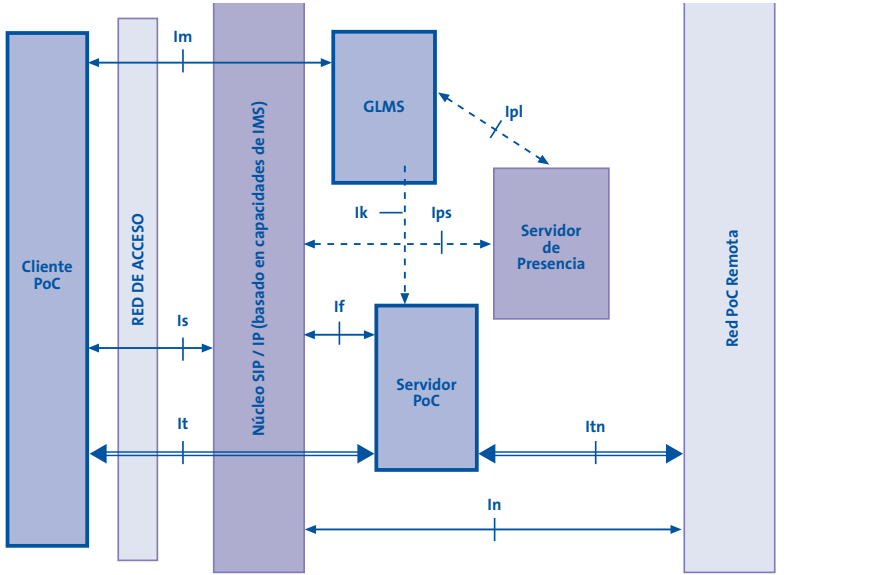 Im
GLMS
Ipl
Núcleo SIP / IP (basado en capacidades de IMS)
Ik
Ips
RED DE ACCESO
Servidor
de
Presencia
Cliente
PoC
Red PoC Remota
Is
If
Servidor
PoC
It
Itn
In